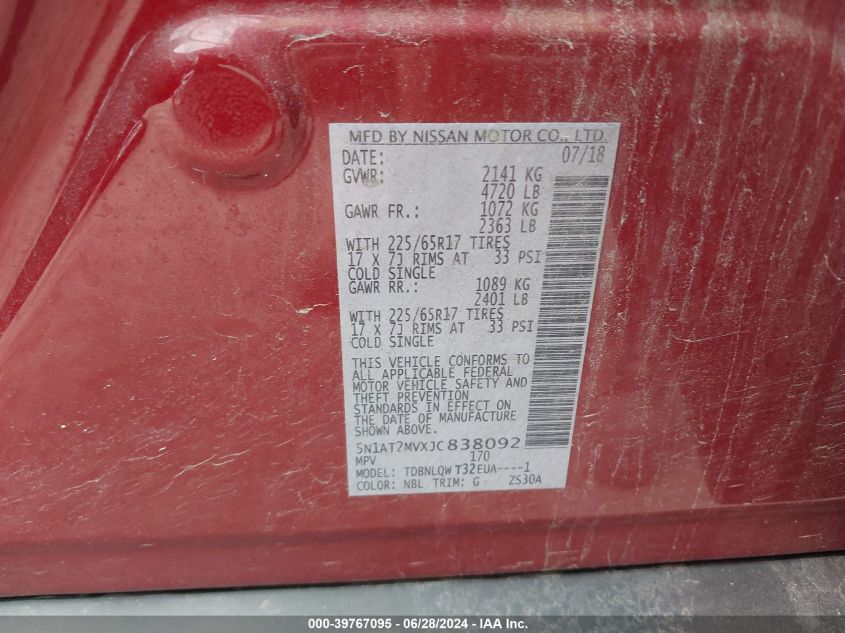 MFD BY NISSAN MOTOR CO., LTD.
DATE: 07/18
GVWR: 2141 KG
4720 LB
GAWR FR.: 1072 KG
2363 LB
WITH 225/65R17 TIRES
17 X 7J RIMS AT 33 PSI
COLD SINGLE
GAWR RR.: 1089 KG
2401 LB
WITH 225/65R17 TIRES
17 X 7J RIMS AT 33 PSI
COLD SINGLE
THIS VEHICLE CONFORMS TO
ALL APPLICABLE FEDERAL
MOTOR VEHICLE SAFETY AND
THEFT PREVENTION
STANDARDS IN EFFECT ON
THE DATE OF MANUFACTURE
SHOWN ABOVE.
5N1AT2MVXJC838092
MPV 170
MODEL: TDBNLQW T32EUA----1
COLOR: NBL TRIM: G ZS30A
000-39767095 - 06/28/2024 - IAA Inc.